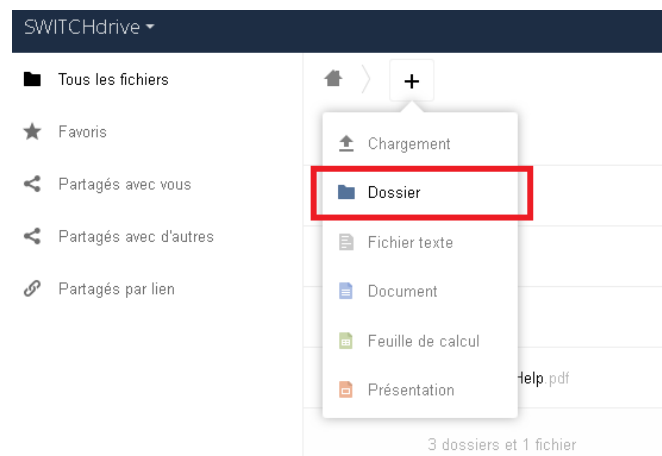 SWITCHdrive
Tous les fichiers
Favoris
Partagés avec vous
Partagés avec d'autres
Partagés par lien
+
Chargement
Dossier
Fichier texte
Document
Feuille de calcul
Présentation
Help.pdf
3 dossiers et 1 fichier